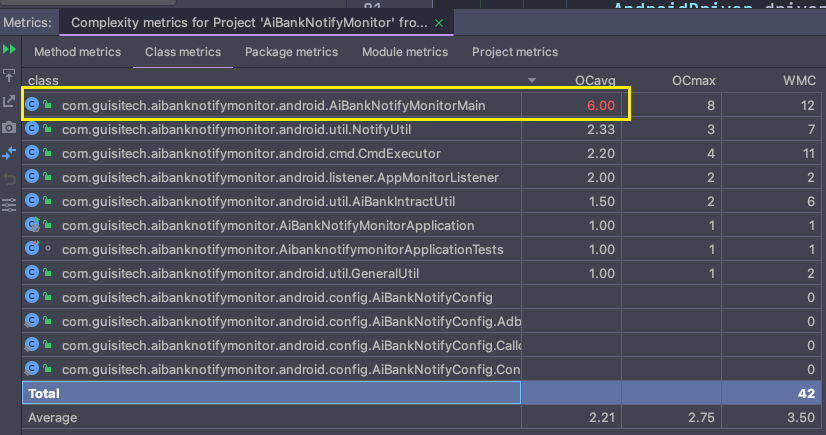 81
AndroidDriver driver
Metrics:
Complexity metrics for Project 'AiBankNotifyMonitor' fro... ×
Method metrics Class metrics Package metrics Module metrics Project metrics
class OCavg OCmax WMC
com.guisitech.aibanknotifymonitor.android.AiBankNotifyMonitorMain 6.00 8 12
com.guisitech.aibanknotifymonitor.android.util.NotifyUtil 2.33 3 7
com.guisitech.aibanknotifymonitor.android.cmd.CmdExecutor 2.20 4 11
com.guisitech.aibanknotifymonitor.android.listener.AppMonitorListener 2.00 2 2
com.guisitech.aibanknotifymonitor.android.util.AiBankIntractUtil 1.50 2 6
com.guisitech.aibanknotifymonitor.AiBankNotifyMonitorApplication 1.00 1 1
com.guisitech.aibanknotifymonitor.AibanknotifymonitorApplicationTests 1.00 1 1
com.guisitech.aibanknotifymonitor.android.util.GeneralUtil 1.00 1 2
com.guisitech.aibanknotifymonitor.android.config.AiBankNotifyConfig 0
com.guisitech.aibanknotifymonitor.android.config.AiBankNotifyConfig.Adb 0
com.guisitech.aibanknotifymonitor.android.config.AiBankNotifyConfig.Callc 0
com.guisitech.aibanknotifymonitor.android.config.AiBankNotifyConfig.Con 0
Total 42
Average 2.21 2.75 3.50